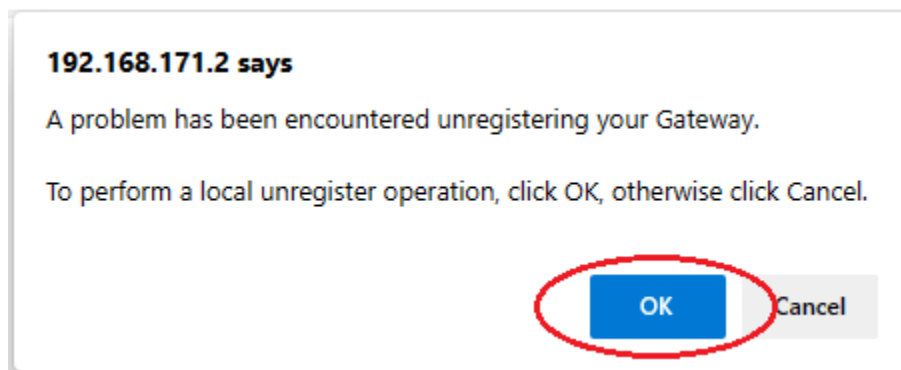 192.168.171.2 says
A problem has been encountered unregistering your Gateway.
To perform a local unregister operation, click OK, otherwise click Cancel.
OK
Cancel